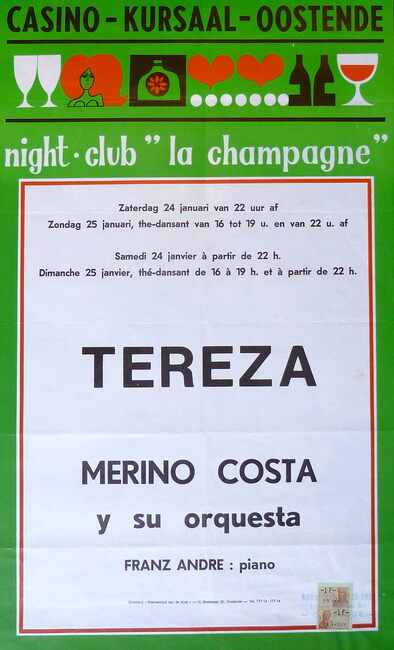 CASINO - KURSAAL - OOSTENDE
night · club " la champagne "
Zaterdag 24 januari van 22 uur af
Zondag 25 januari, the-dansant van 16 tot 19 u. en van 22 u. af
Samedi 24 janvier à partir de 22 h.
Dimanche 25 janvier, thé-dansant de 16 à 19 h. et à partir de 22 h.
TEREZA
MERINO COSTA
y su orquesta
FRANZ ANDRE : piano